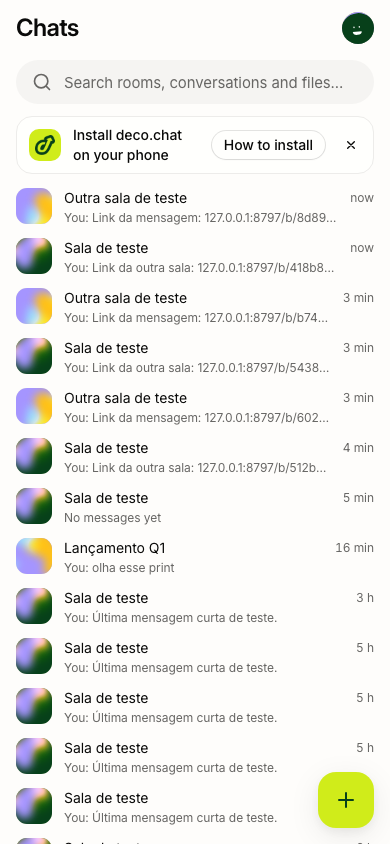 Chats
Search rooms, conversations and files...
Install deco.chat
on your phone
How to install
Outra sala de teste
now
You: Link da mensagem: 127.0.0.1:8797/b/8d89...
Sala de teste
now
You: Link da outra sala: 127.0.0.1:8797/b/418b8...
Outra sala de teste
3 min
You: Link da mensagem: 127.0.0.1:8797/b/b74...
Sala de teste
3 min
You: Link da outra sala: 127.0.0.1:8797/b/5438...
Outra sala de teste
3 min
You: Link da mensagem: 127.0.0.1:8797/b/602...
Sala de teste
4 min
You: Link da outra sala: 127.0.0.1:8797/b/512b...
Sala de teste
5 min
No messages yet
Lançamento Q1
16 min
You: olha esse print
Sala de teste
3 h
You: Última mensagem curta de teste.
Sala de teste
5 h
You: Última mensagem curta de teste.
Sala de teste
5 h
You: Última mensagem curta de teste.
Sala de teste
5 h
You: Última mensagem curta de teste.
Sala de teste
You: Última mensagem curta de teste.